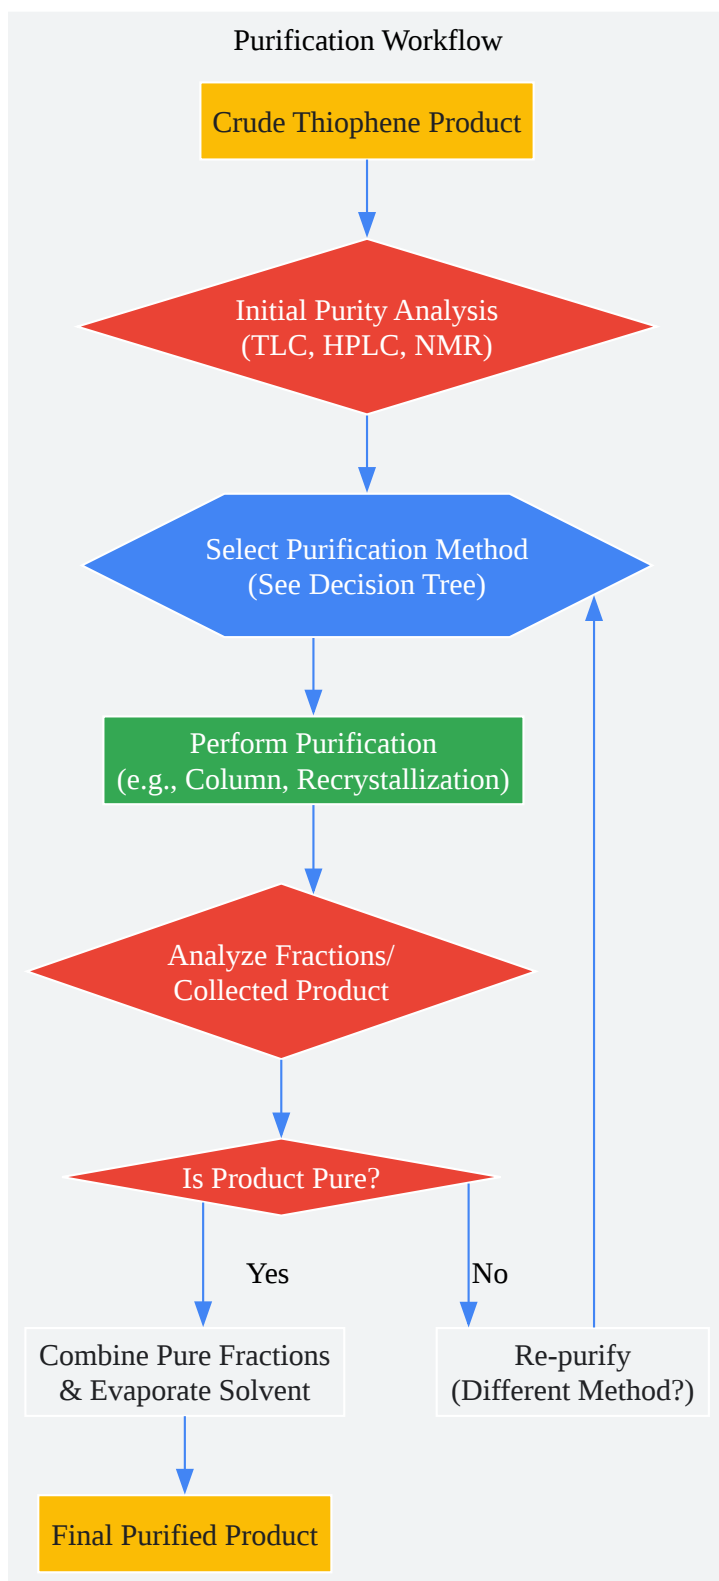 Purification Workflow
Crude Thiophene Product
Initial Purity Analysis
(TLC, HPLC, NMR)
Select Purification Method
(See Decision Tree)
Perform Purification
(e.g., Column, Recrystallization)
Analyze Fractions/
Collected Product
Is Product Pure?
Yes
No
Combine Pure Fractions
& Evaporate Solvent
Re-purify
(Different Method?)
Final Purified Product